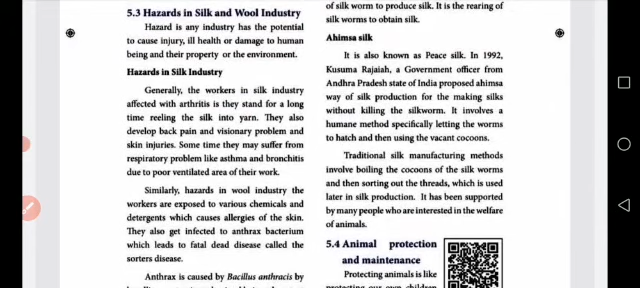 5.3 Hazards in Silk and Wool Industry
Hazard is any industry has the potential
to cause injury, ill health or damage to human
being and their property or the environment.
Hazards in Silk Industry
Generally, the workers in silk industry
affected with arthritis is they stand for a long
time reeling the silk into yarn. They also
develop back pain and visionary problem and
skin injuries. Some time they may suffer from
respiratory problem like asthma and bronchitis
due to poor ventilated area of their work.
Similarly, hazards in wool industry the
workers are exposed to various chemicals and
detergents which causes allergies of the skin.
They also get infected to anthrax bacterium
which leads to fatal dead disease called the
sorters disease.
Anthrax is caused by Bacillus anthracis by
of silk worm to produce silk. It is the rearing of
silk worms to obtain silk.
Ahimsa silk
It is also known as Peace silk. In 1992,
Kusuma Rajaiah, a Government officer from
Andhra Pradesh state of India proposed ahimsa
way of silk production for the making silks
without killing the silkworm. It involves a
humane method specifically letting the worms
to hatch and then using the vacant cocoons.
Traditional silk manufacturing methods
involve boiling the cocoons of the silk worms
and then sorting out the threads, which is used
later in silk production. It has been supported
by many people who are interested in the welfare
of animals.
5.4 Animal protection
and maintenance
Protecting animals is like
protecting our own children